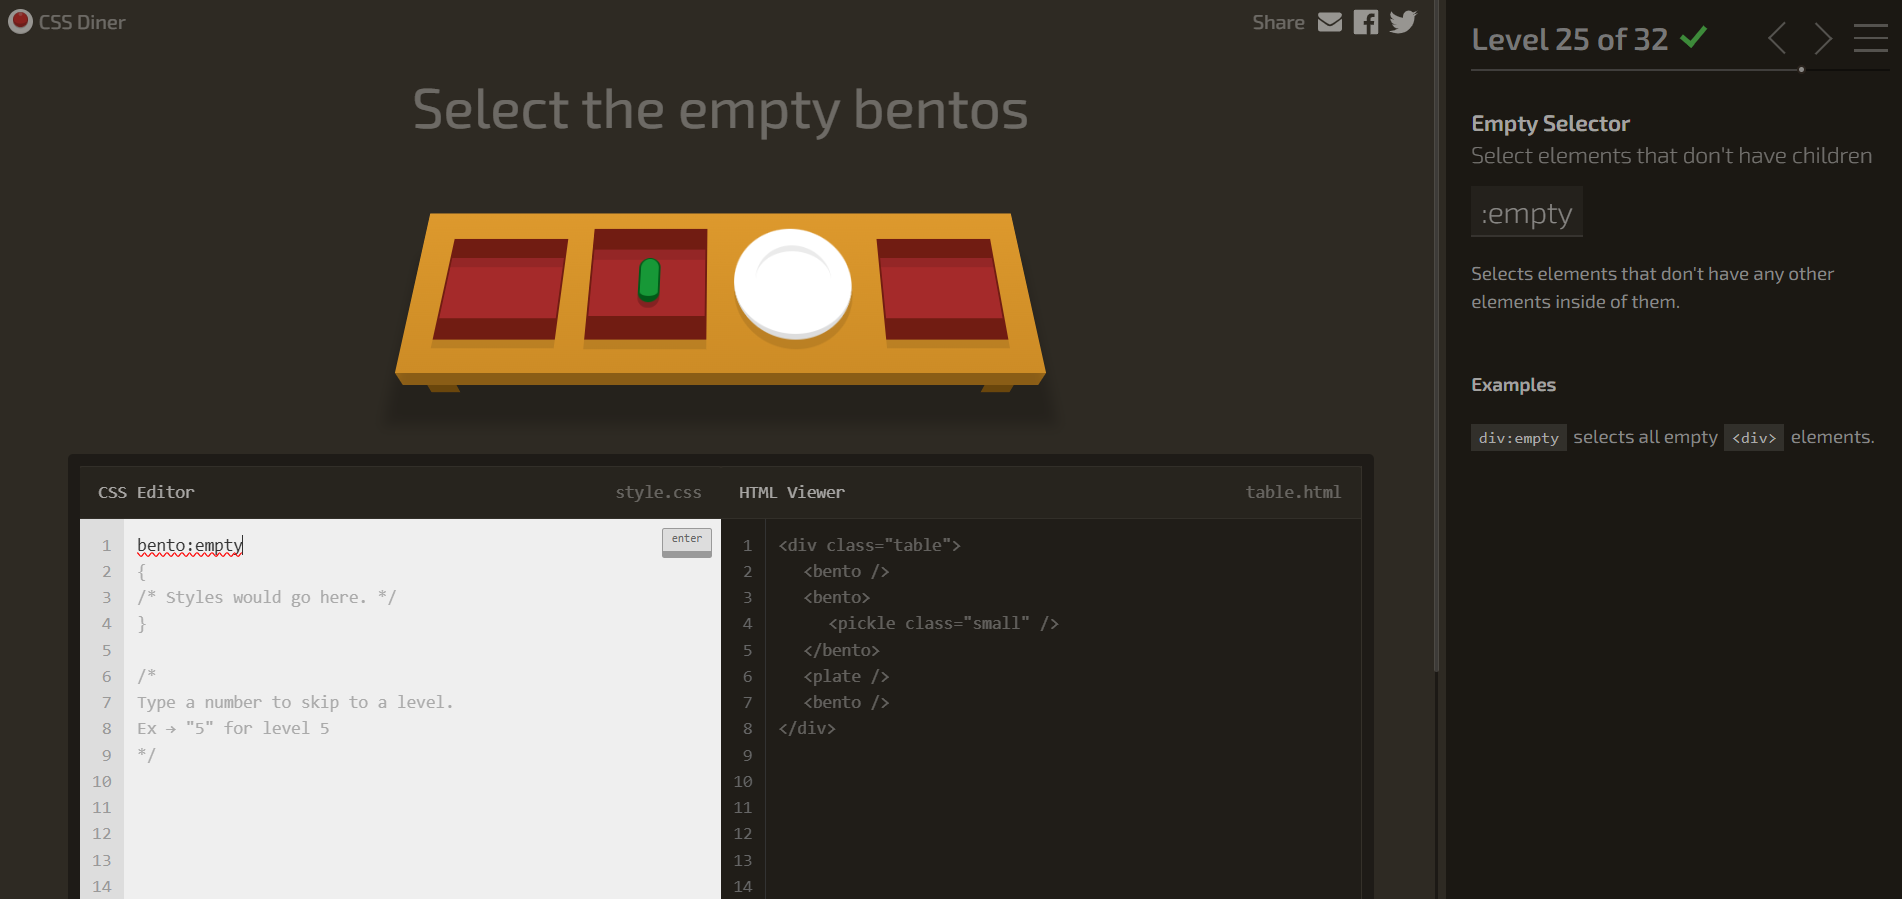 CSS Diner
Share
Select the empty bentos
CSS Editor
style.css
1 bento:empty
enter
2 {
3 /* Styles would go here. */
4 }
5
6 /*
7 Type a number to skip to a level.
8 Ex → "5" for level 5
9 */
10
11
12
13
14
HTML Viewer
table.html
1 <div class="table">
2 <bento />
3 <bento>
4 <pickle class="small" />
5 </bento>
6 <plate />
7 <bento />
8 </div>
9
10
11
12
13
14
Level 25 of 32
Empty Selector
Select elements that don't have children
:empty
Selects elements that don't have any other
elements inside of them.
Examples
div:empty selects all empty <div> elements.